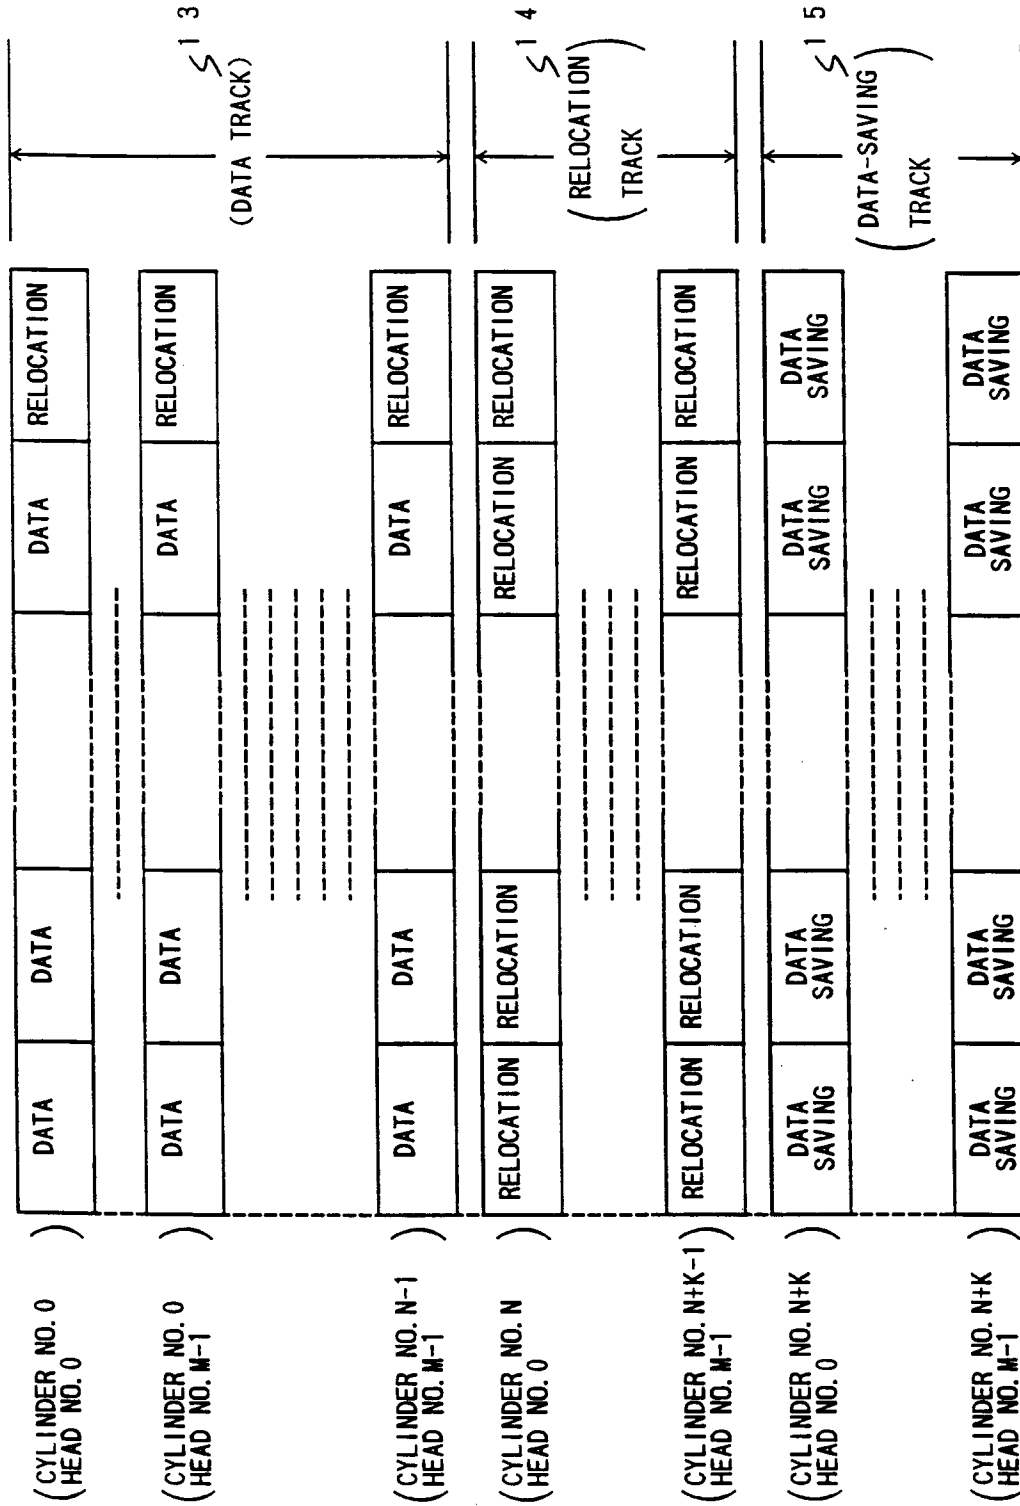 (CYLINDER NO. 0
HEAD NO. 0)
DATA
DATA
DATA
RELOCATION
(CYLINDER NO. 0
HEAD NO. M-1)
DATA
DATA
DATA
RELOCATION
(CYLINDER NO. N-1
HEAD NO. M-1)
DATA
DATA
DATA
RELOCATION
13
(DATA TRACK)
(CYLINDER NO. N
HEAD NO. 0)
RELOCATION
RELOCATION
RELOCATION
RELOCATION
(CYLINDER NO. N+K-1
HEAD NO. M-1)
RELOCATION
RELOCATION
RELOCATION
RELOCATION
14
(RELOCATION
TRACK)
(CYLINDER NO. N+K
HEAD NO. 0)
DATA
SAVING
DATA
SAVING
DATA
SAVING
DATA
SAVING
(CYLINDER NO. N+K
HEAD NO. M-1)
DATA
SAVING
DATA
SAVING
DATA
SAVING
DATA
SAVING
15
(DATA-SAVING
TRACK)